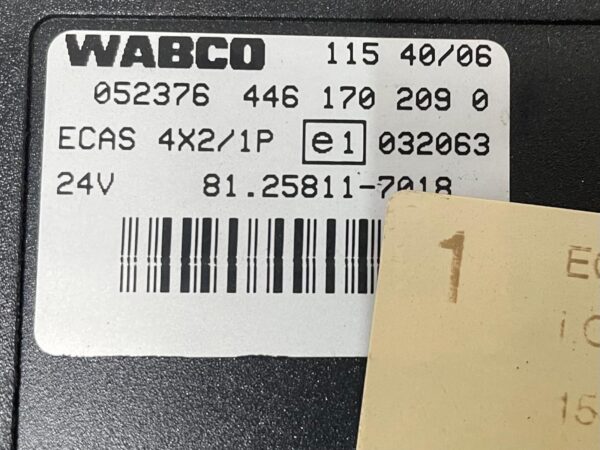 WABCO 115 40/06
052376 446 170 209 0
ECAS 4X2/1P e1 032063
24V 81.25811-7018
1
15